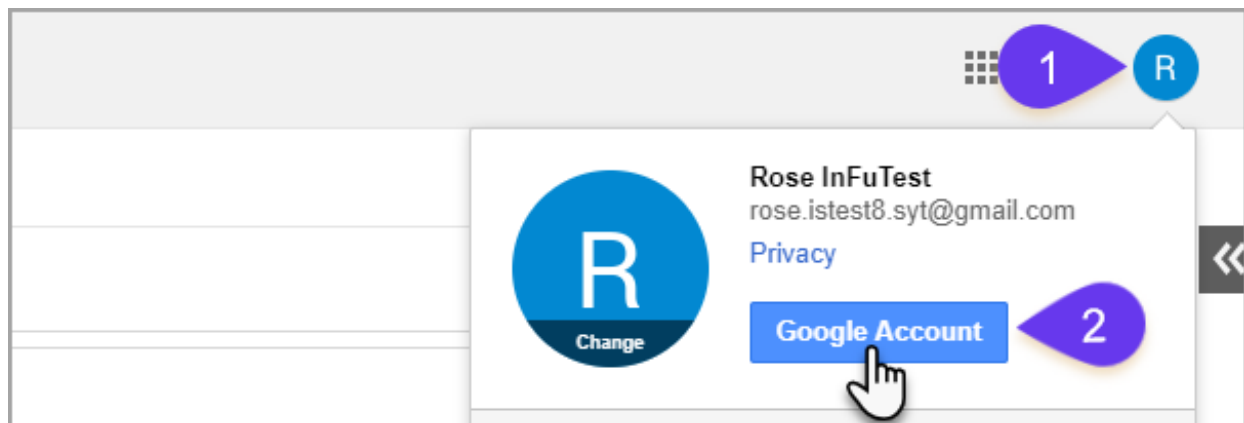 1
R
Rose InFuTest
rose.istest8.syt@gmail.com
Privacy
R
Change
Google Account
2